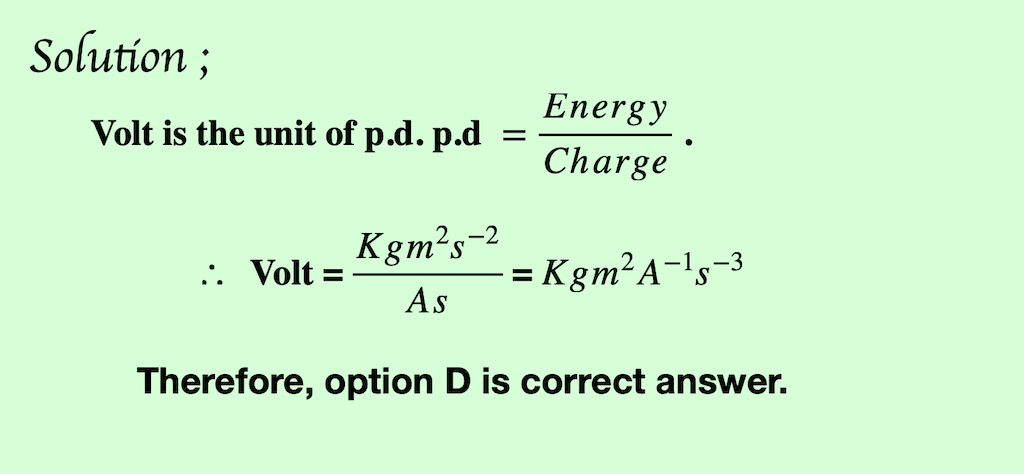 Solution ;
Volt is the unit of p.d. p.d = \frac{Energy}{Charge} .
∴ Volt = \frac{Kgm^2s^{-2}}{As} = Kgm^2A^{-1}s^{-3}
Therefore, option D is correct answer.